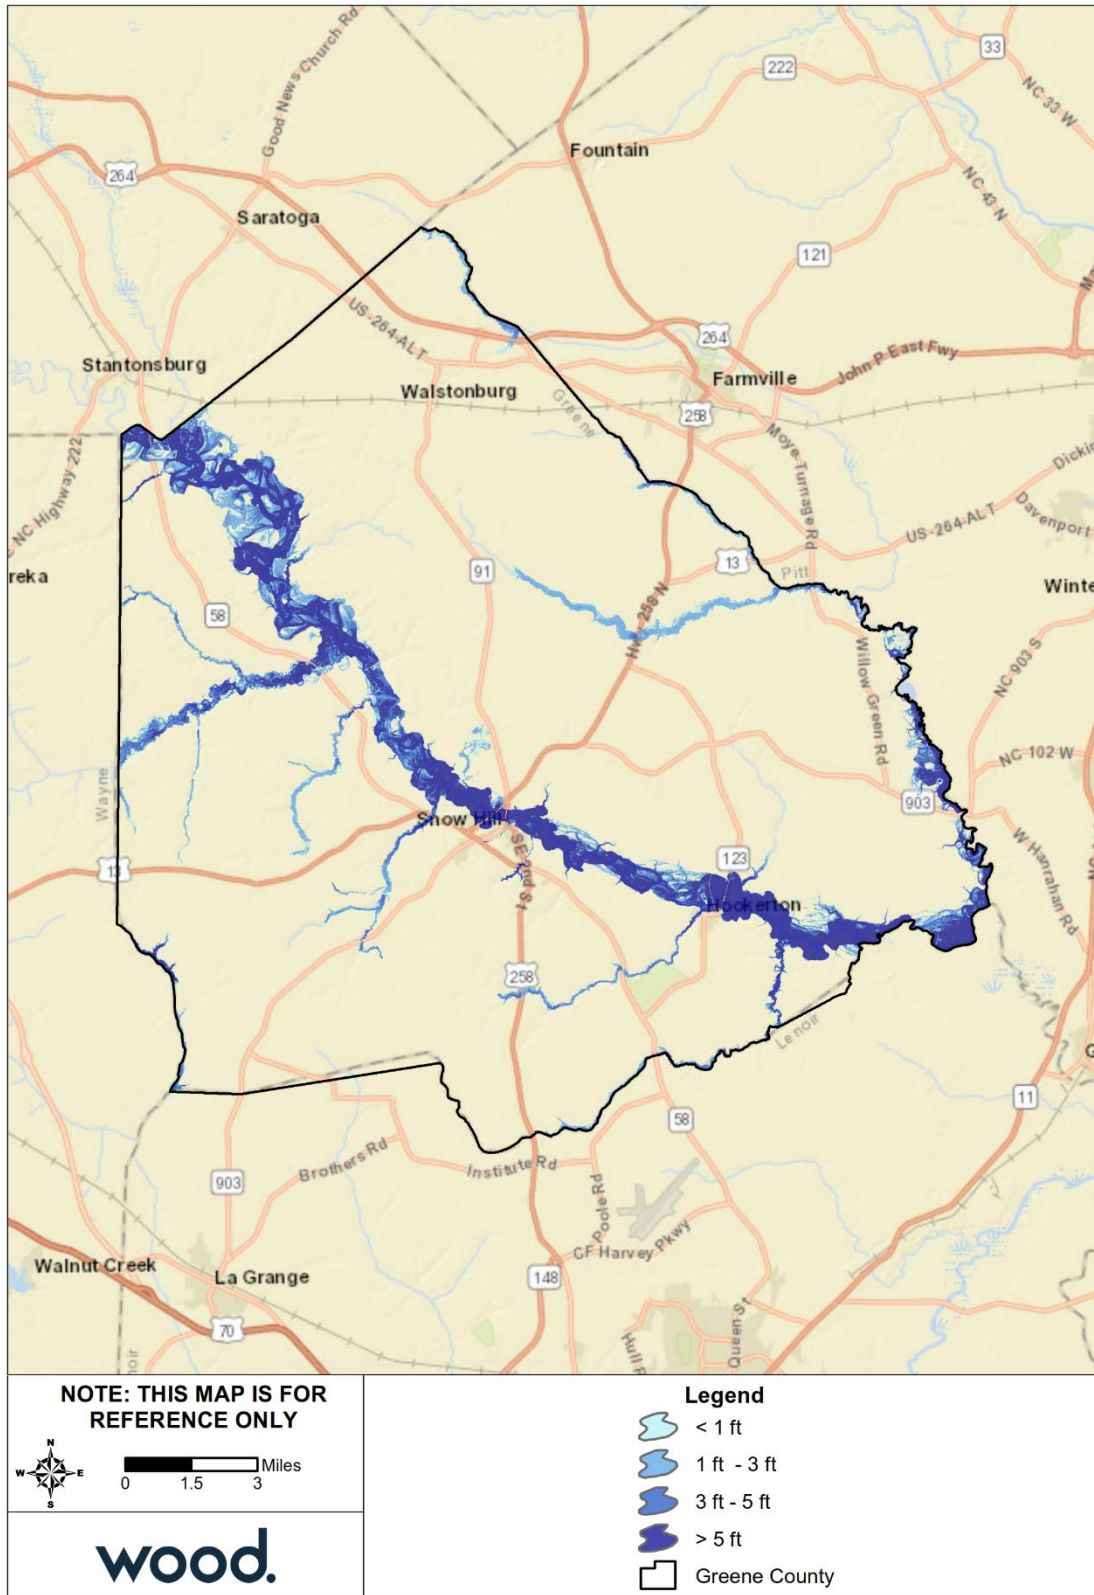 Good News Church Rd
222
33
NC-33 W
Fountain
264
NC-43 N
Saratoga
121
US-264-ALT
264
Stantonsburg
John P East Fwy
Walstonburg
Farmville
Greene
258
Moye-Turnage Rd
NC Highway 222
US-264-ALT
Davenport
reka
91
13
Pitt
58
Hwy 258 N
Willow Green Rd
NC 903 S
NC 102 W
Wayne
903
Snow Hill
SE 2nd St
123
W Hanrahan Rd
13
Hookerton
258
Lenoir
11
58
Brothers Rd
Institute Rd
903
Poole Rd
CF Harvey Pkwy
Walnut Creek
La Grange
148
70
Queen St
noir
NOTE: THIS MAP IS FOR
REFERENCE ONLY
N
W E
S
Miles
0 1.5 3
wood.
Legend
< 1 ft
1 ft - 3 ft
3 ft - 5 ft
> 5 ft
Greene County